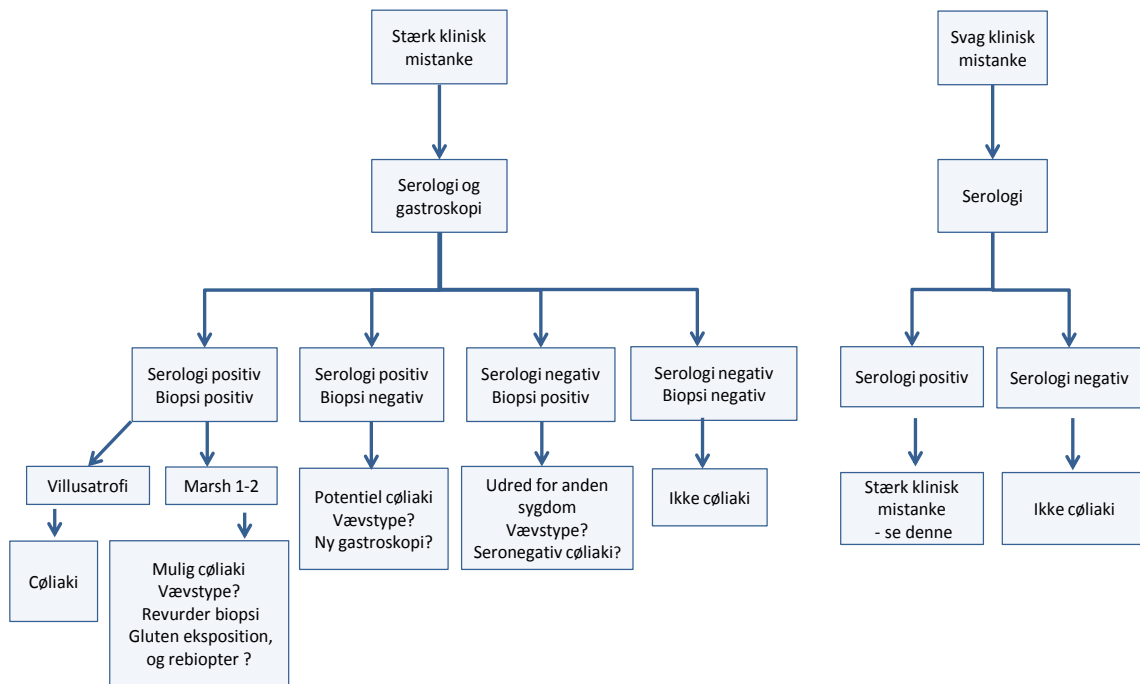 Stærk klinisk
mistanke
Svag klinisk
mistanke
Serologi og
gastroskopi
Serologi
Serologi positiv
Biopsi positiv
Serologi positiv
Biopsi negativ
Serologi negativ
Biopsi positiv
Serologi negativ
Biopsi negativ
Serologi positiv
Serologi negativ
Villusatrofi
Marsh 1-2
Potentiel cøliaki
Vævstype?
Ny gastroskopi?
Udred for anden
sygdom
Vævstype?
Seronegativ cøliaki?
Ikke cøliaki
Stærk klinisk
mistanke
- se denne
Ikke cøliaki
Cøliaki
Mulig cøliaki
Vævstype?
Revurder biopsi
Gluten eksposition,
og rebiopter ?